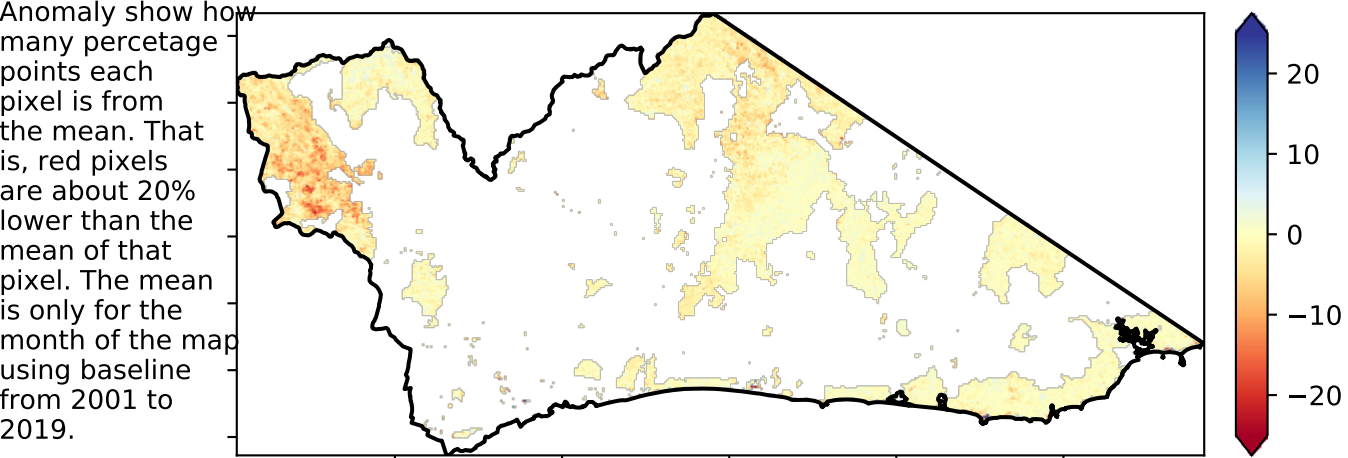 Anomaly show how
many percetage
points each
pixel is from
the mean. That
is, red pixels
are about 20%
lower than the
mean of that
pixel. The mean
is only for the
month of the map
using baseline
from 2001 to
2019.
20
10
0
−10
−20